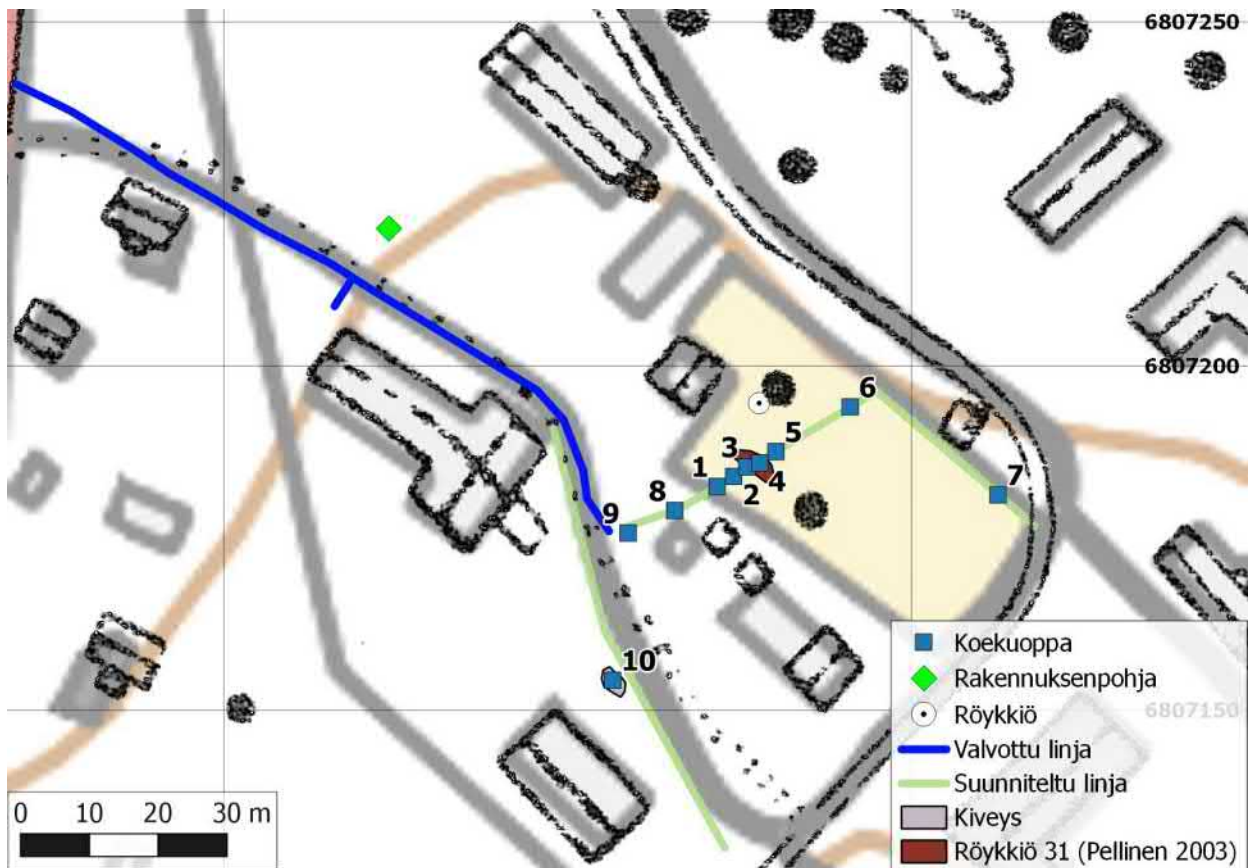 6807250
6807200
6
3
5
1
4
7
2
8
9
10
Koekuoppa
Rakennuksenpohja
Röykkiö
6807150
Valvottu linja
Suunniteltu linja
Kiveys
Röykkiö 31 (Pellinen 2003)
0 10 20 30 m